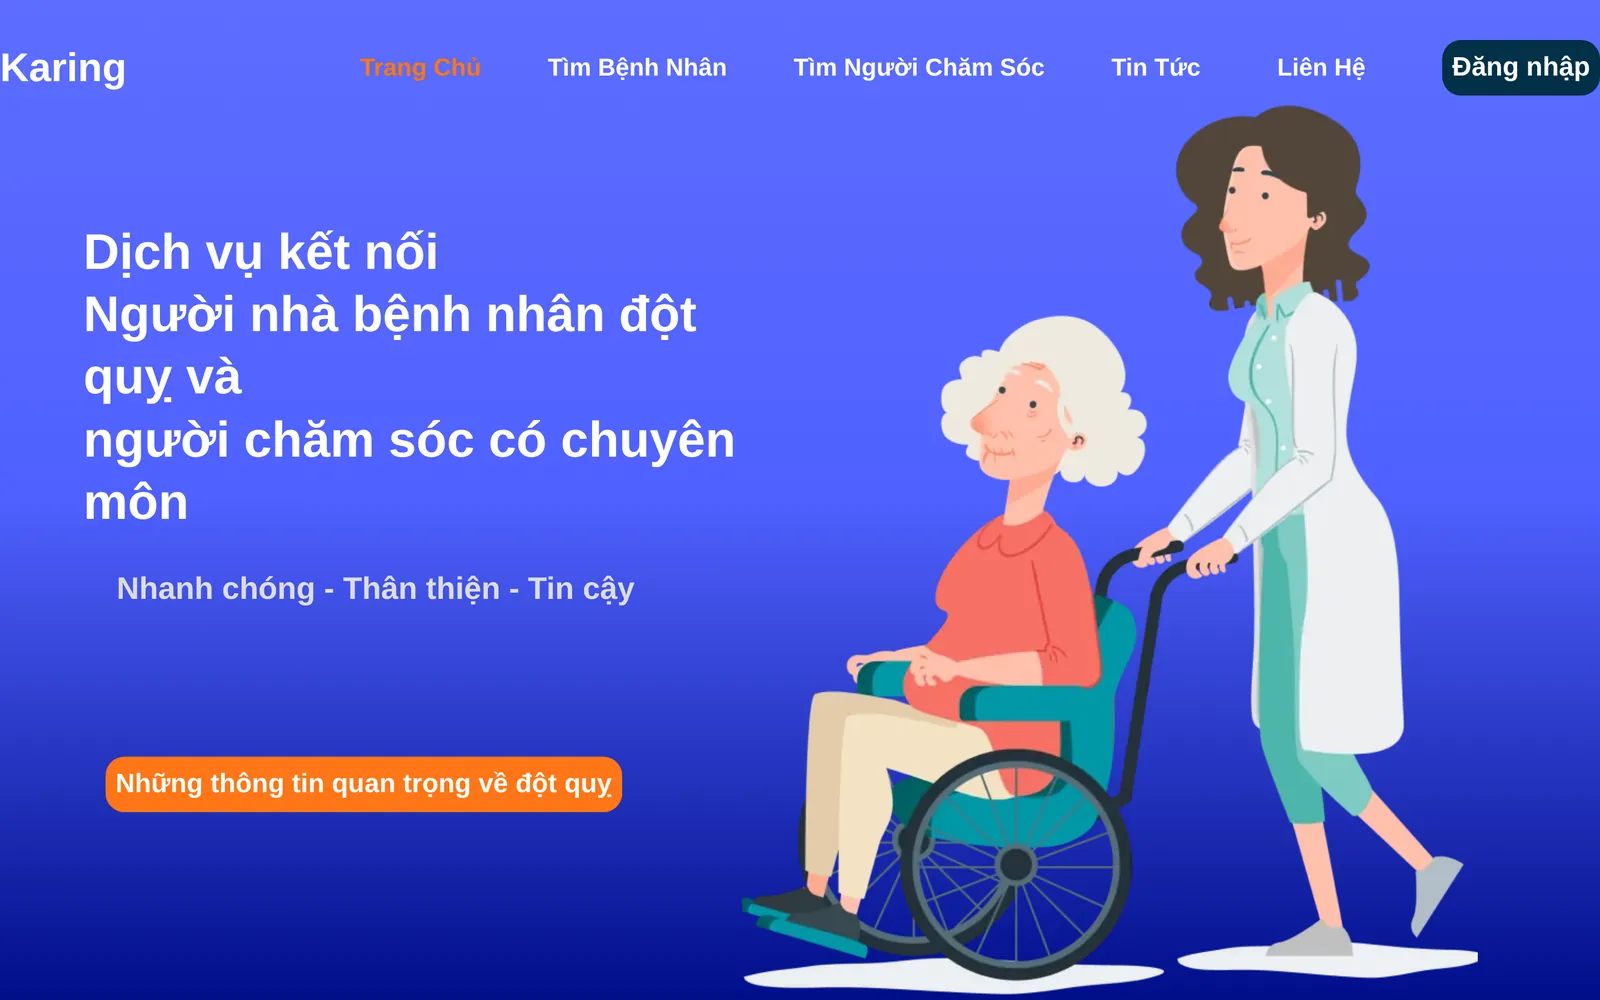 Karing
Trang Chủ
Tìm Bệnh Nhân
Tìm Người Chăm Sóc
Tin Tức
Liên Hệ
Đăng nhập
Dịch vụ kết nối
Người nhà bệnh nhân đột
quỵ và
người chăm sóc có chuyên
môn
Nhanh chóng - Thân thiện - Tin cậy
Những thông tin quan trọng về đột quỵ